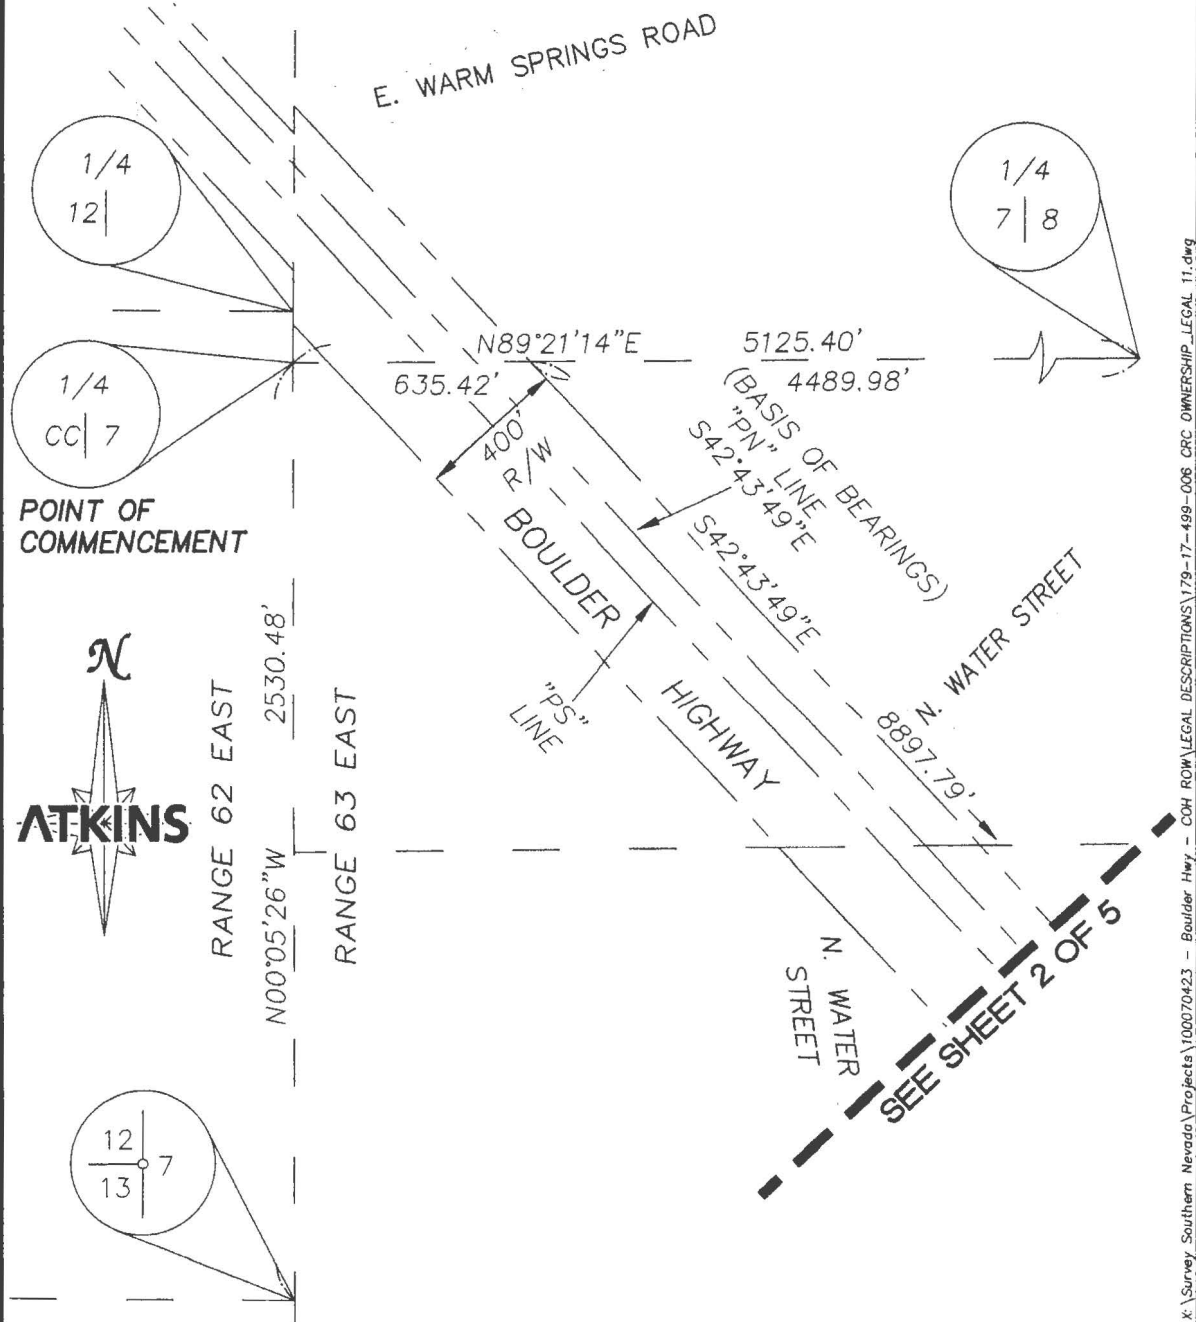 E. WARM SPRINGS ROAD
1/4
12
1/4
7 8
N89°21'14"E
5125.40'
635.42'
4489.98'
1/4
CC 7
POINT OF
COMMENCEMENT
400'
R/W
(BASIS OF BEARINGS)
"PN" LINE
S42°43'49"E
S42°43'49"E
BOULDER
HIGHWAY
"PS"
LINE
8897.79'
N. WATER STREET
N
ATKINS
RANGE 62 EAST
N00°05'26"W 2530.48'
RANGE 63 EAST
N. WATER
STREET
SEE SHEET 2 OF 5
12
7
13
X:\Survey Southern Nevada\Projects\100070423 - Boulder Hwy - COH ROW\LEGAL DESCRIPTIONS\179-17-499-006 CRC OWNERSHIP_LEGAL 11.dwg